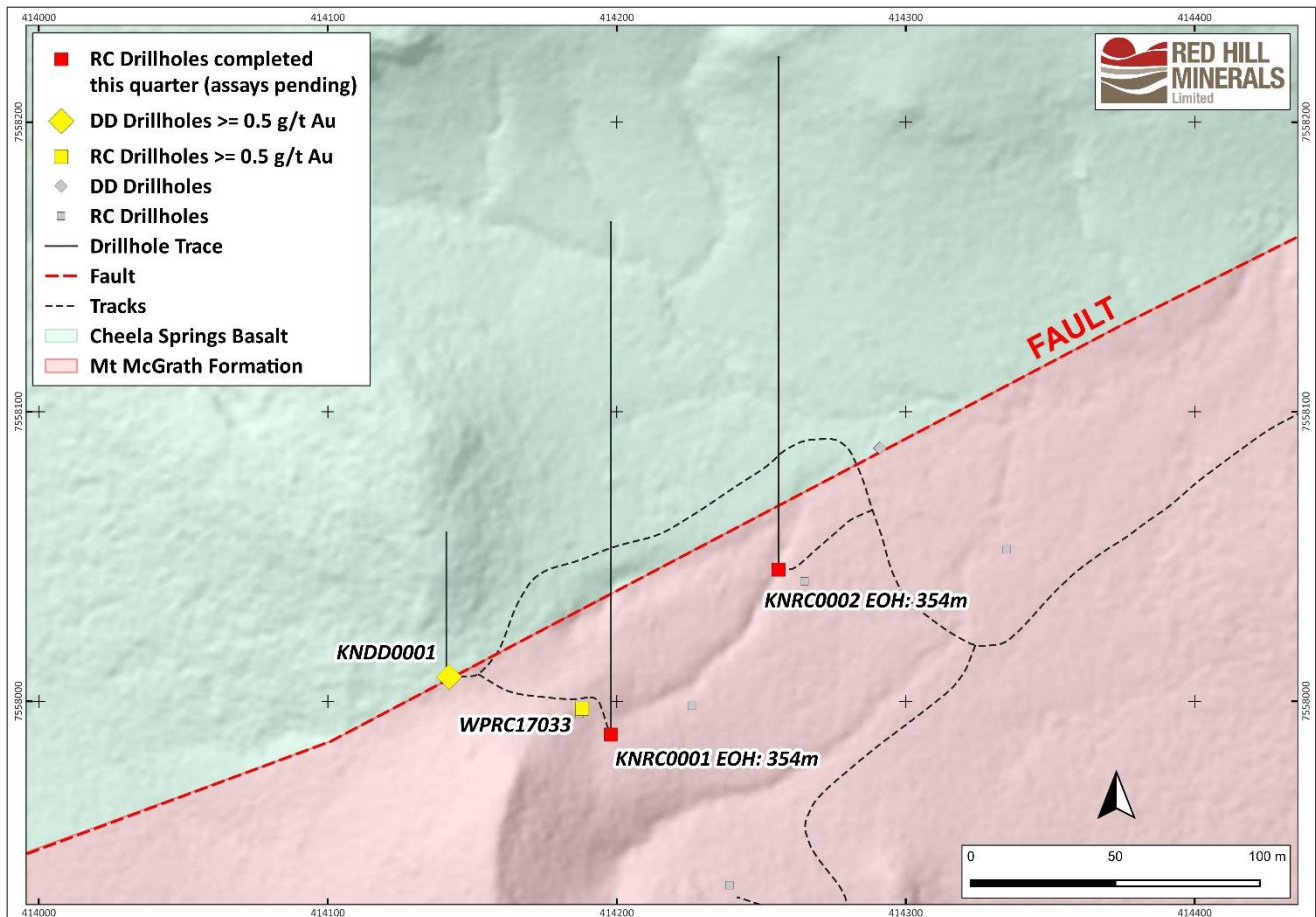 414000 414100 414200 414300 414400
RC Drillholes completed
this quarter (assays pending)
DD Drillholes >= 0.5 g/t Au
RC Drillholes >= 0.5 g/t Au
DD Drillholes
RC Drillholes
Drillhole Trace
Fault
Tracks
Cheela Springs Basalt
Mt McGrath Formation
RED HILL
MINERALS
Limited
7558200 7558200
FAULT
7558100 7558100
KNRC0002 EOH: 354m
KNDD0001
7558000 7558000
WPRC17033
KNRC0001 EOH: 354m
0 50 100 m
414000 414100 414200 414300 414400